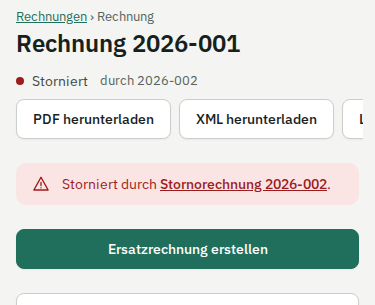 Rechnungen › Rechnung
Rechnung 2026-001
Storniert durch 2026-002
PDF herunterladen XML herunterladen
Storniert durch Stornorechnung 2026-002.
Ersatzrechnung erstellen